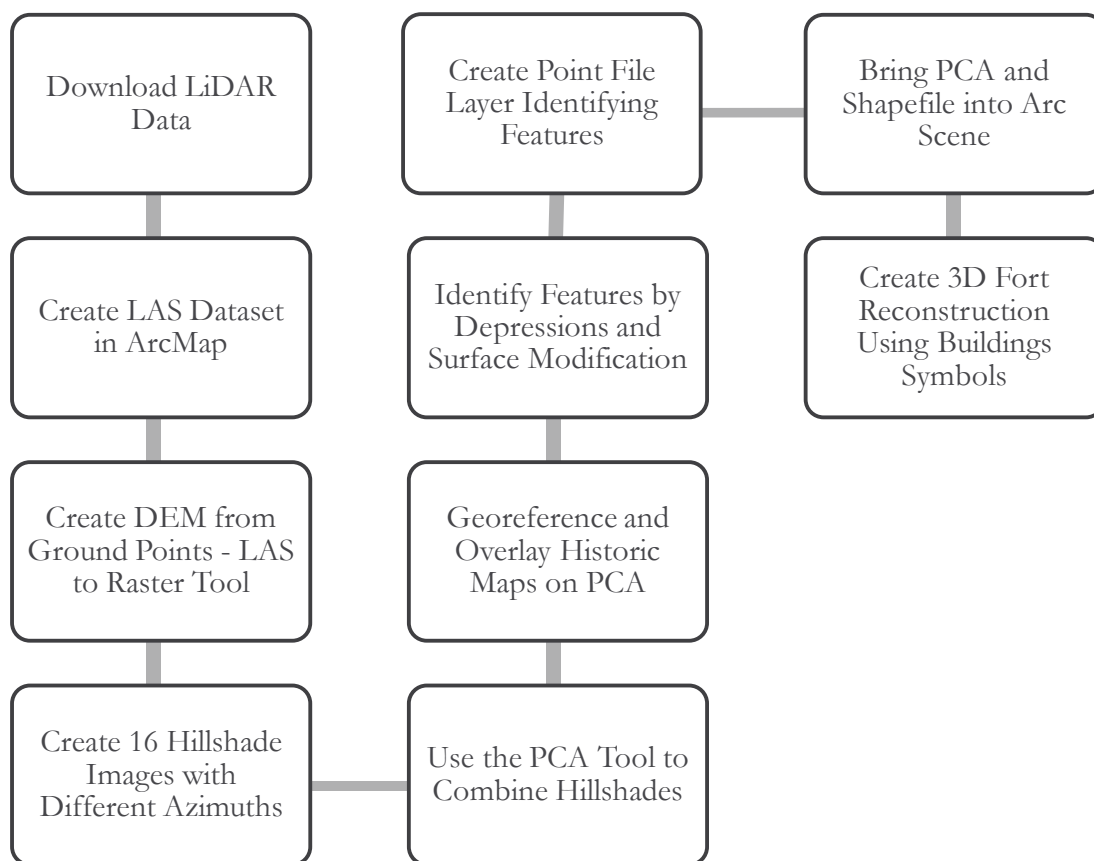 Download LiDAR
Data
Create LAS Dataset
in ArcMap
Create DEM from
Ground Points - LAS
to Raster Tool
Create 16 Hillshade
Images with
Different Azimuths
Use the PCA Tool to
Combine Hillshades
Georeference and
Overlay Historic
Maps on PCA
Identify Features by
Depressions and
Surface Modification
Create Point File
Layer Identifying
Features
Bring PCA and
Shapefile into Arc
Scene
Create 3D Fort
Reconstruction
Using Buildings
Symbols